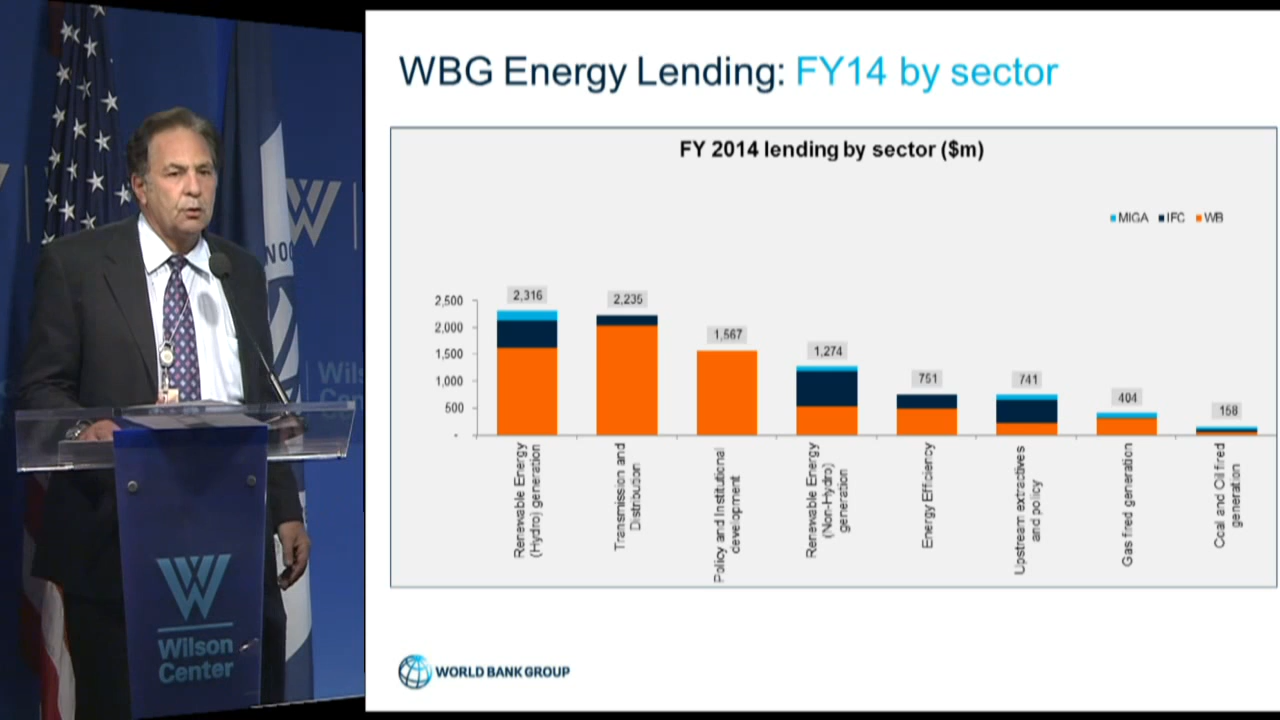 WBG Energy Lending: FY14 by sector
FY 2014 lending by sector ($m)
MIGA IFC WB
2,500
2,000
1,500
1,000
500
-
2,316
2,235
1,567
1,274
751
741
404
158
Renewable Energy
(Hydro) generation
Transmission and
Distribution
Policy and Institutional
development
Renewable Energy
(Non-Hydro)
generation
Energy Efficiency
Upstream extractives
and policy
Gas fired generation
Coal and Oil fired
generation
WORLD BANK GROUP
W
Wilson
Center